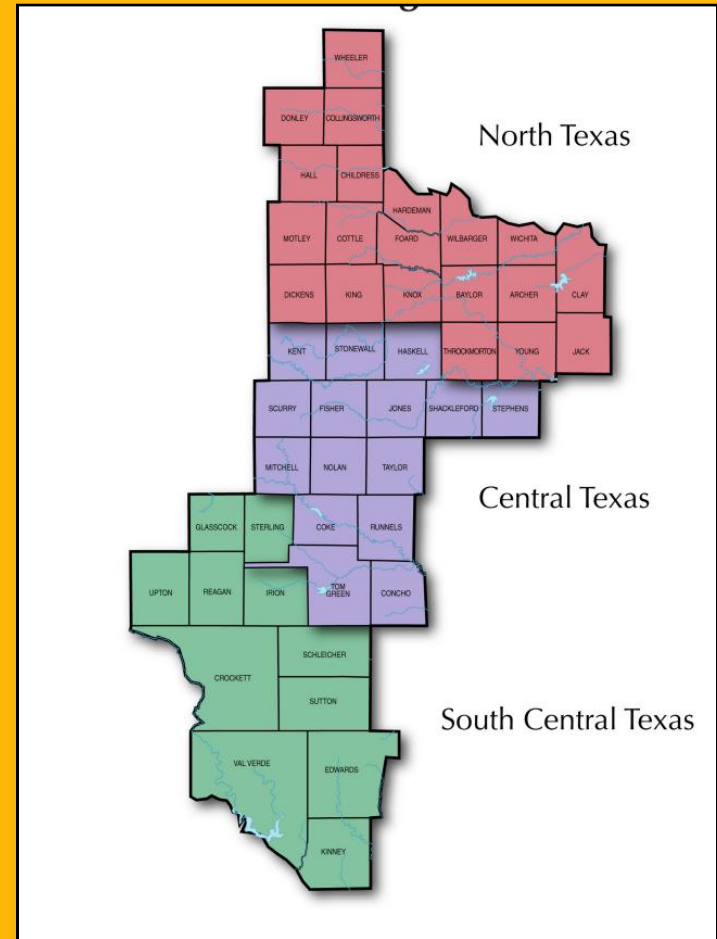 WHEELER
DONLEY COLLINGSWORTH
North Texas
HALL CHILDRESS
HARDEMAN
MOTLEY COTTLE FOARD WILBARGER WICHITA
DICKENS KING KNOX BAYLOR ARCHER CLAY
KENT STONEWALL HASKELL THROCKMORTON YOUNG JACK
SCURRY FISHER JONES SHACKLEFORD STEPHENS
MITCHELL NOLAN TAYLOR
Central Texas
GLASSCOCK STERLING COKE RUNNELS
UPTON REAGAN IRION TOM GREEN CONCHO
SCHLEICHER
CROCKETT
SUTTON
South Central Texas
VAL VERDE EDWARDS
KINNEY